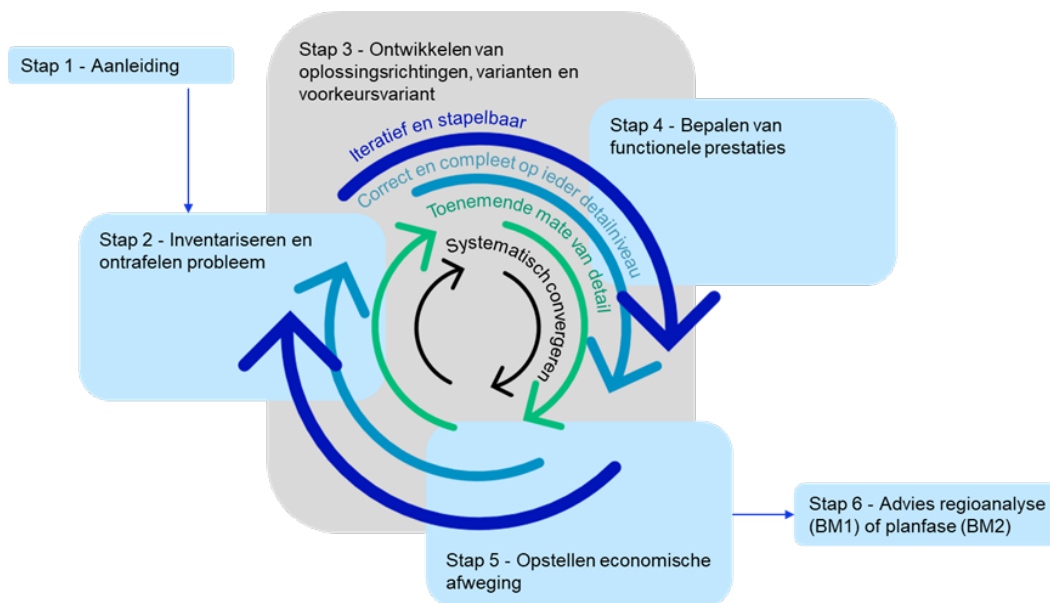 Stap 1 - Aanleiding
Stap 2 - Inventariseren en
ontrafelen probleem
Stap 3 - Ontwikkelen van
oplossingsrichtingen, varianten en
voorkeursvariant
Iteratief en stapelbaar
Correct en compleet op ieder detailniveau
Toenemende mate van detail
Systematisch convergeren
Stap 4 - Bepalen van
functionele prestaties
Stap 5 - Opstellen economische
afweging
Stap 6 - Advies regioanalyse
(BM1) of planfase (BM2)